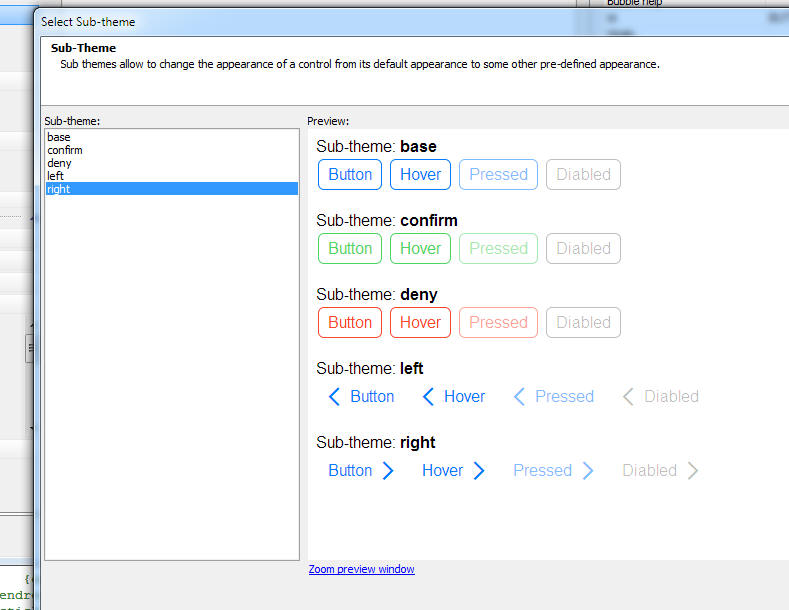 Bubble help
Select Sub-theme
Sub-Theme
Sub themes allow to change the appearance of a control from its default appearance to some other pre-defined appearance.
Sub-theme:
base
confirm
deny
left
right
Preview:
Sub-theme: base
Button Hover Pressed Diabled
Sub-theme: confirm
Button Hover Pressed Diabled
Sub-theme: deny
Button Hover Pressed Diabled
Sub-theme: left
Button Hover Pressed Diabled
Sub-theme: right
Button Hover Pressed Diabled
Zoom preview window